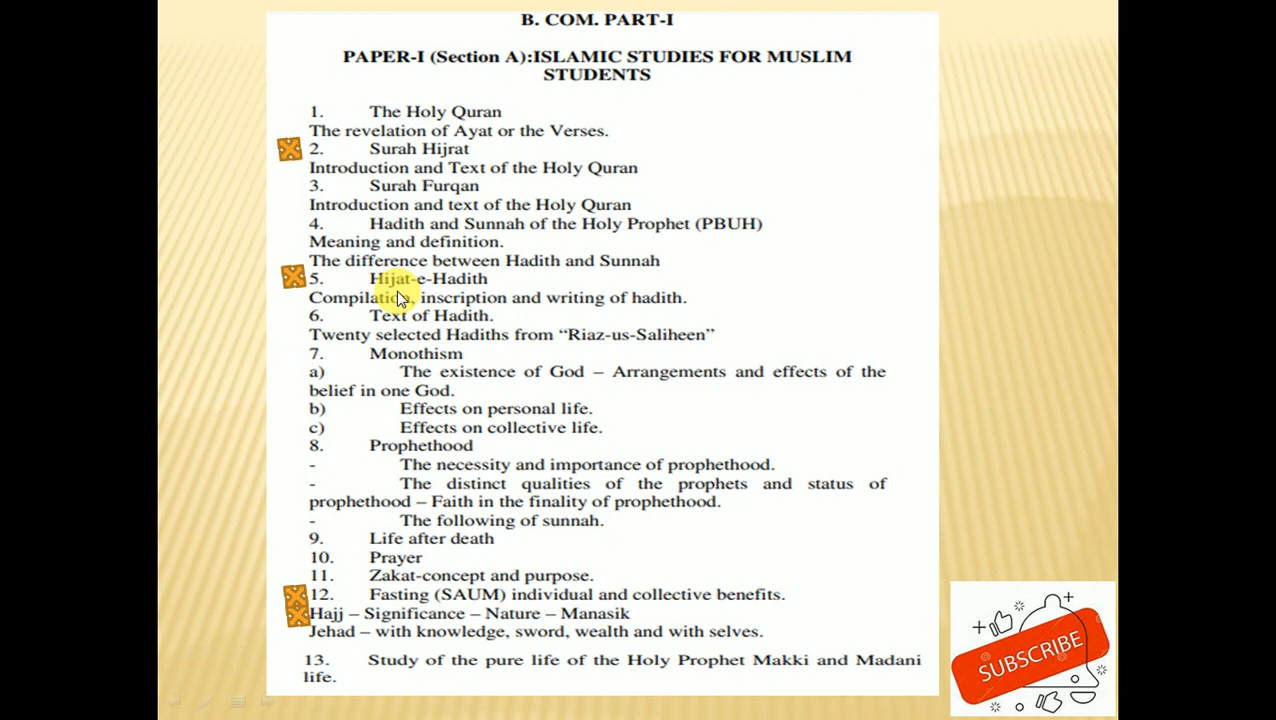 B. COM. PART-I
PAPER-I (Section A):ISLAMIC STUDIES FOR MUSLIM
STUDENTS
1. The Holy Quran
The revelation of Ayat or the Verses.
2. Surah Hijrat
Introduction and Text of the Holy Quran
3. Surah Furqan
Introduction and text of the Holy Quran
4. Hadith and Sunnah of the Holy Prophet (PBUH)
Meaning and definition.
The difference between Hadith and Sunnah
5. Hijat-e-Hadith
Compilation, inscription and writing of hadith.
6. Text of Hadith.
Twenty selected Hadiths from “Riaz-us-Saliheen”
7. Monothism
a) The existence of God – Arrangements and effects of the
belief in one God.
b) Effects on personal life.
c) Effects on collective life.
8. Prophethood
- The necessity and importance of prophethood.
- The distinct qualities of the prophets and status of
prophethood – Faith in the finality of prophethood.
- The following of sunnah.
9. Life after death
10. Prayer
11. Zakat-concept and purpose.
12. Fasting (SAUM) individual and collective benefits.
Hajj – Significance – Nature – Manasik
Jehad – with knowledge, sword, wealth and with selves.
13. Study of the pure life of the Holy Prophet Makki and Madani
life.
SUBSCRIBE